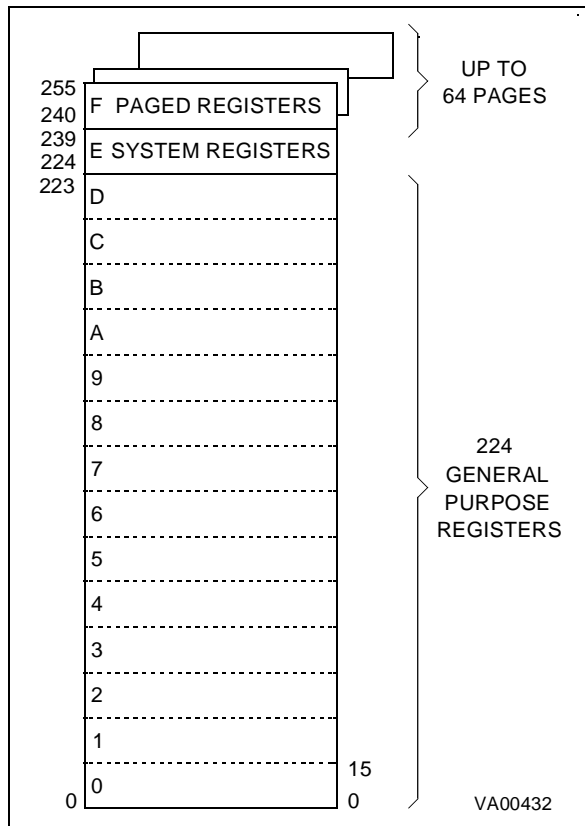 UP TO
64 PAGES
255
240
F PAGED REGISTERS
239
224
E SYSTEM REGISTERS
223
D
C
B
A
9
8
7
6
5
4
3
2
1
0
0
15
0
224
GENERAL
PURPOSE
REGISTERS
VA00432